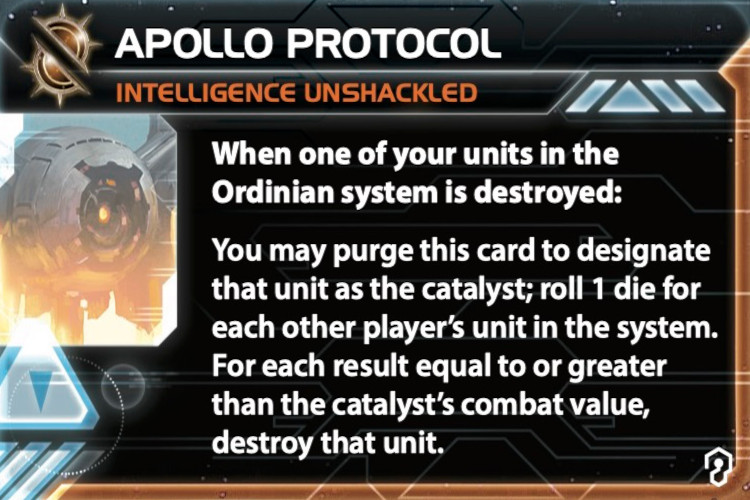 APOLLO PROTOCOL
INTELLIGENCE UNSHACKLED
When one of your units in the
Ordinian system is destroyed:
You may purge this card to designate
that unit as the catalyst; roll 1 die for
each other player's unit in the system.
For each result equal to or greater
than the catalyst's combat value,
destroy that unit.